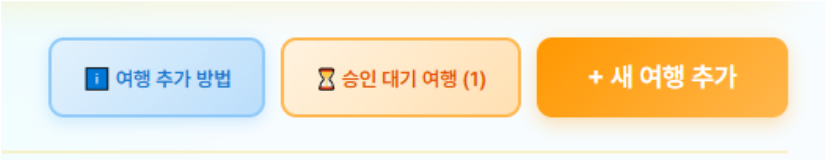 ℹ️ 여행 추가 방법
⏳ 승인 대기 여행 (1)
+ 새 여행 추가